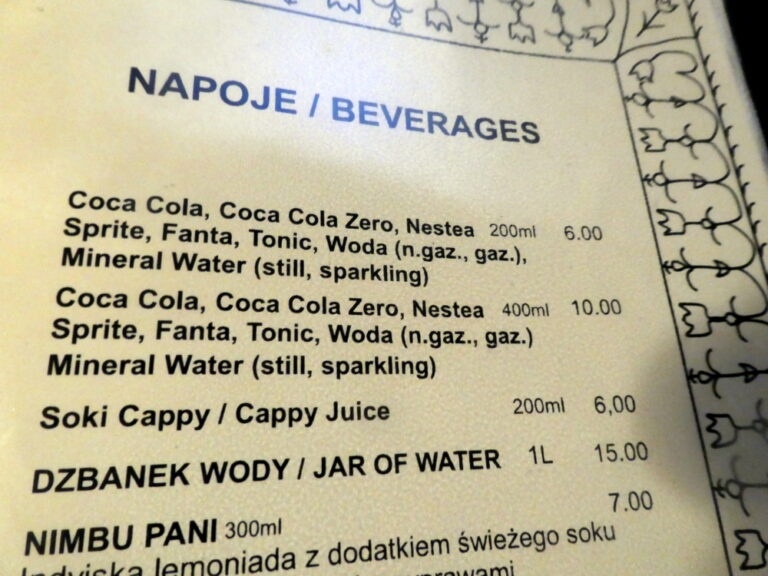 NAPOJE / BEVERAGES
Coca Cola, Coca Cola Zero, Nestea 200ml 6.00
Sprite, Fanta, Tonic, Woda (n.gaz., gaz.),
Mineral Water (still, sparkling)
Coca Cola, Coca Cola Zero, Nestea 400ml 10.00
Sprite, Fanta, Tonic, Woda (n.gaz., gaz.)
Mineral Water (still, sparkling)
Soki Cappy / Cappy Juice 200ml 6,00
DZBANEK WODY / JAR OF WATER 1L 15.00
NIMBU PANI 300ml 7.00
Indyjska lemoniada z dodatkiem świeżego soku